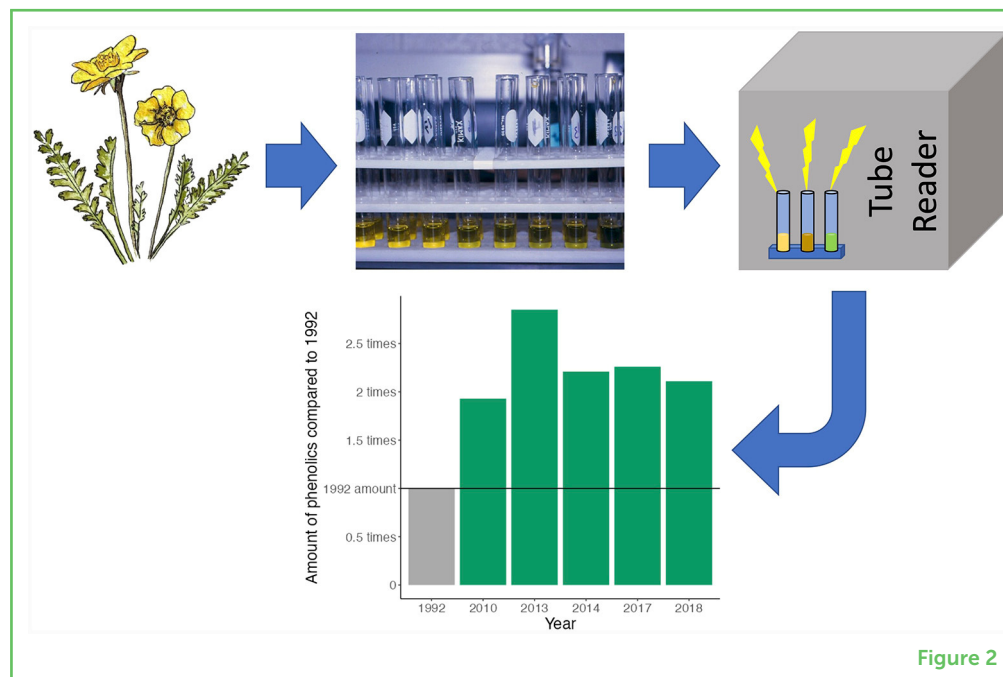 KIMAX
Tube
Reader
Amount of phenolics compared to 1992
2.5 times
2 times
1.5 times
1992 amount
0.5 times
0
1992 2010 2013 2014 2017 2018
Year
Figure 2